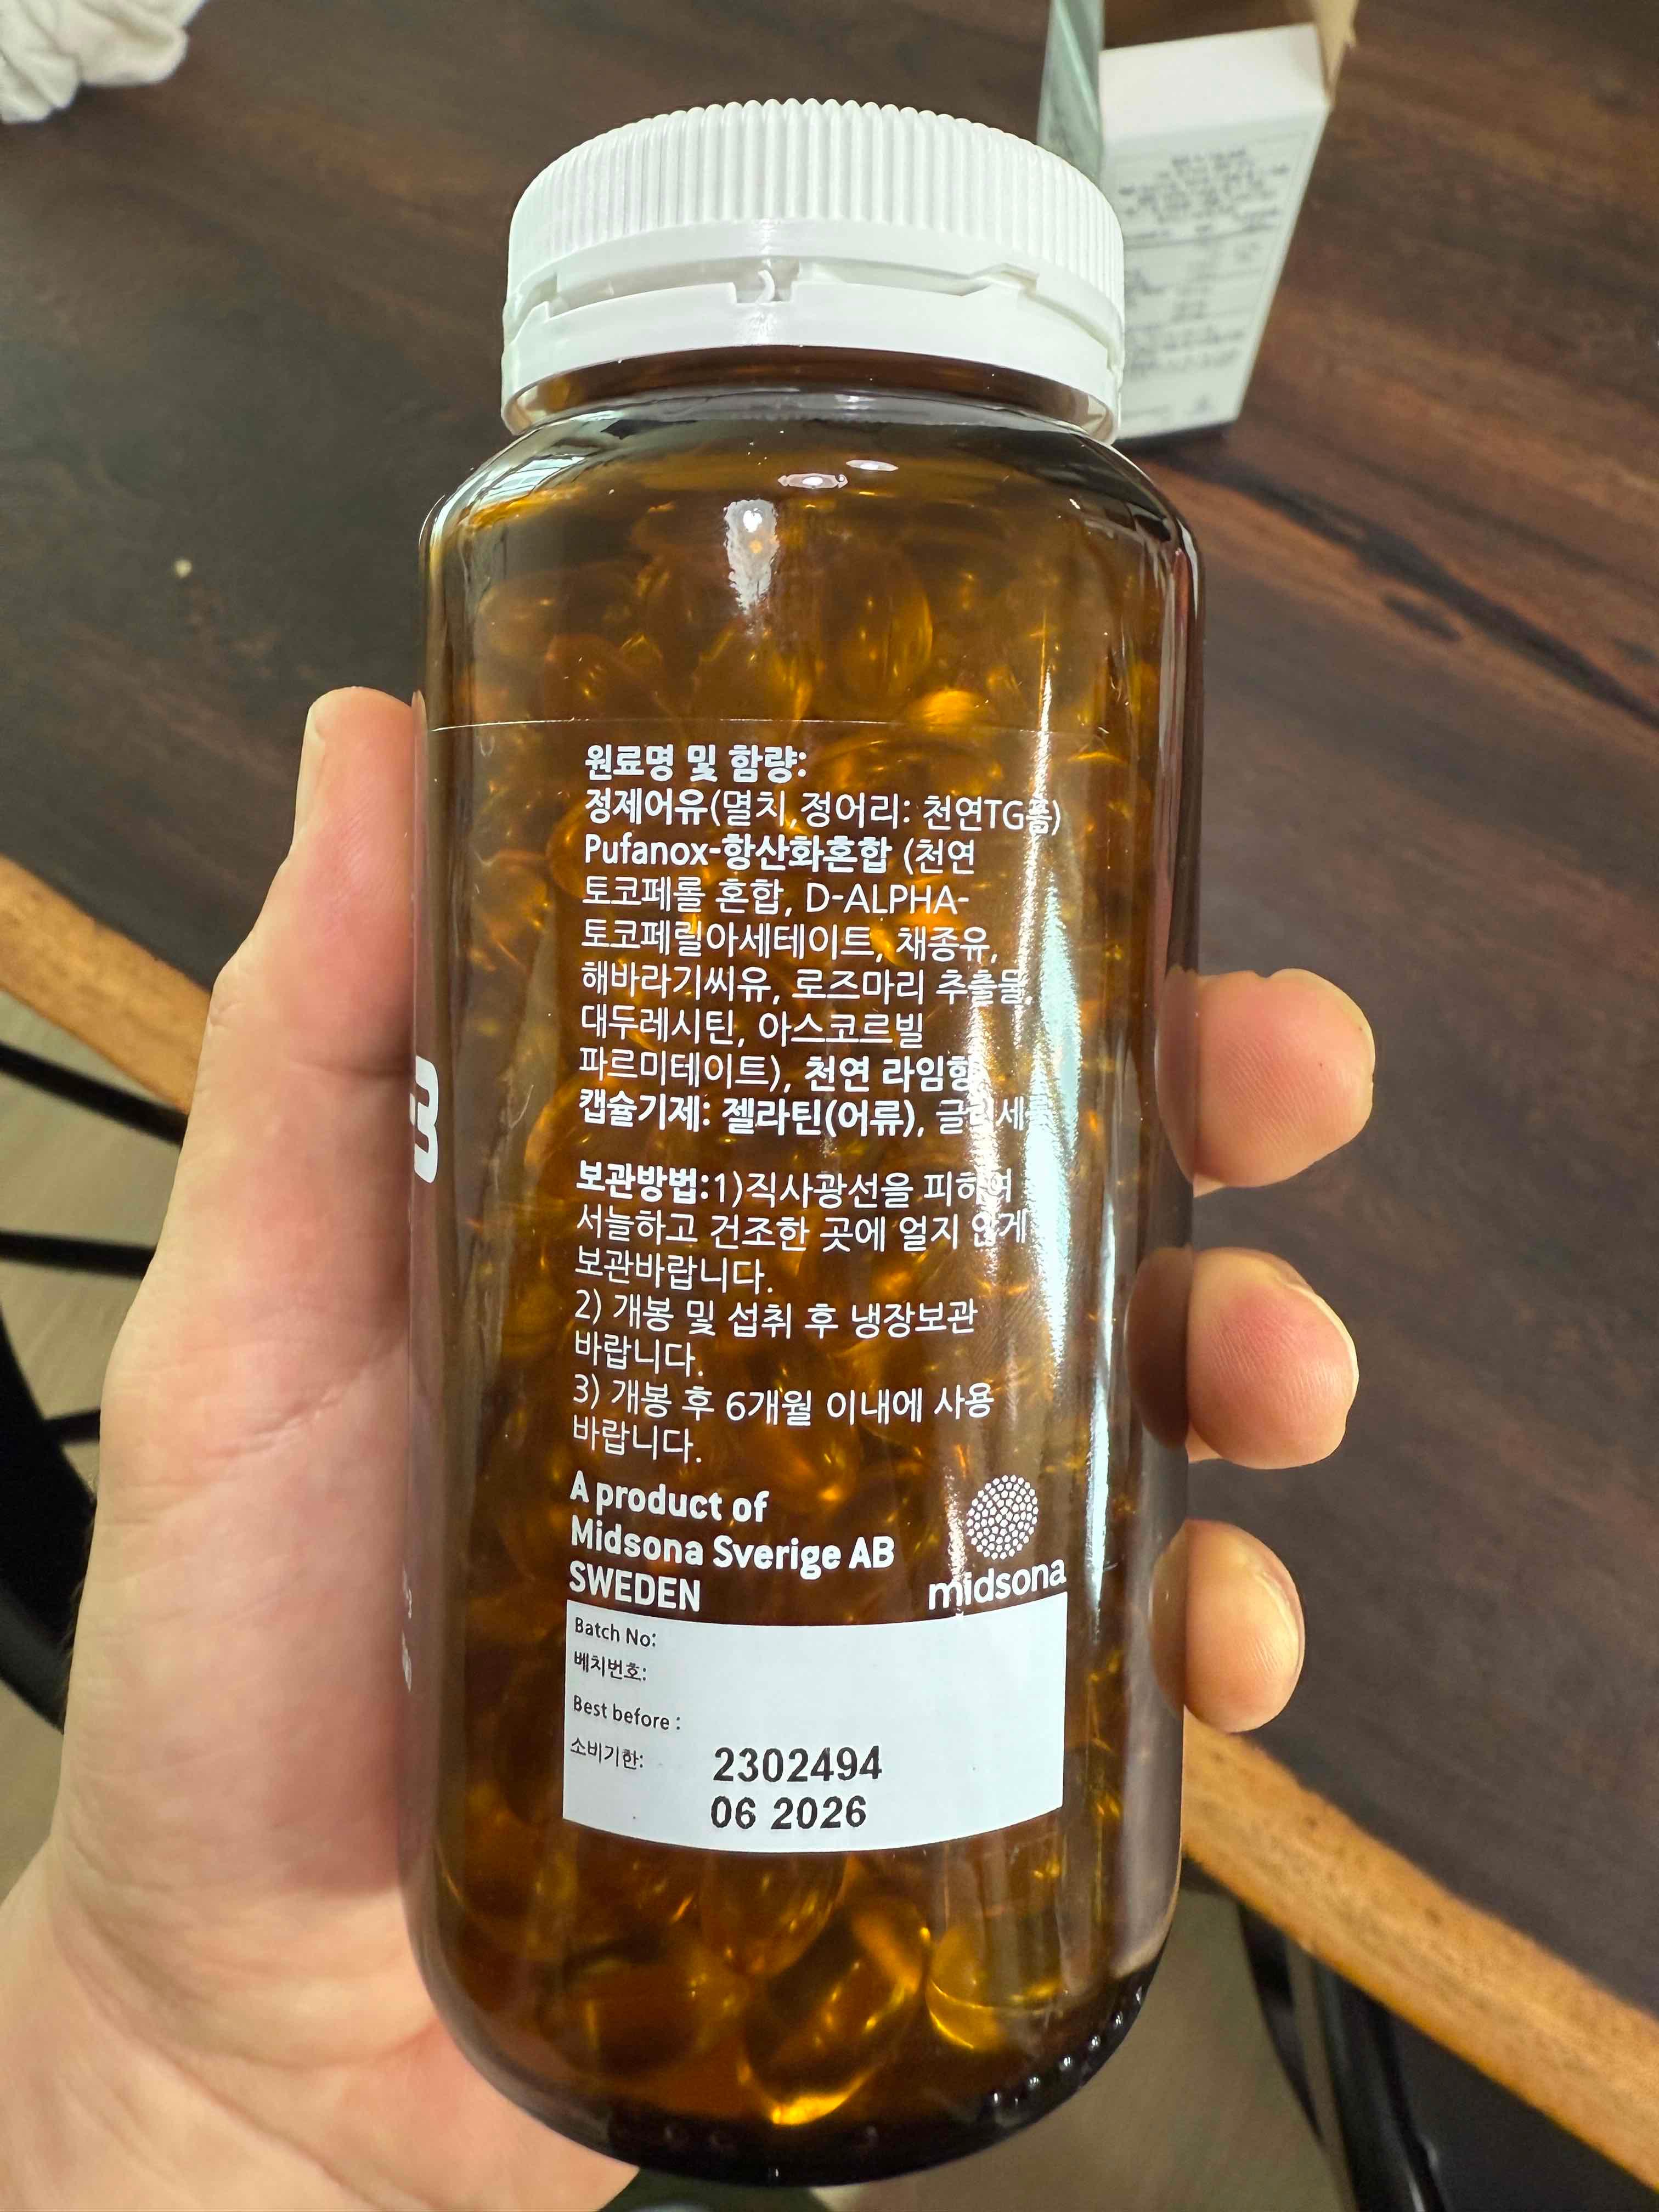 원료명 및 함량:
정제어유(멸치,정어리: 천연TG폼)
Pufanox-항산화혼합 (천연
토코페롤 혼합, D-ALPHA-
토코페릴아세테이트, 채종유,
해바라기씨유, 로즈마리 추출물,
대두레시틴, 아스코르빌
파르미테이트), 천연 라임향
캡슐기제: 젤라틴(어류), 글리세린
보관방법:1)직사광선을 피하여
서늘하고 건조한 곳에 얼지 않게
보관바랍니다.
2) 개봉 및 섭취 후 냉장보관
바랍니다.
3) 개봉 후 6개월 이내에 사용
바랍니다.
A product of
Midsona Sverige AB
SWEDEN
midsona
Batch No:
베치번호:
Best before :
소비기한:
2302494
06 2026
-3